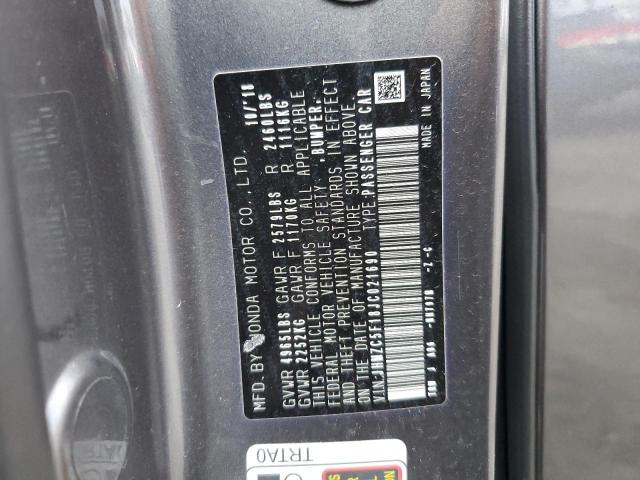 MFD. BY HONDA MOTOR CO., LTD. 10/'18
GVWR 4965LBS GAWR F 2579LBS R 2460LBS
GVWR 2252KG GAWR F 1170KG R 1116KG
THIS VEHICLE CONFORMS TO ALL APPLICABLE
FEDERAL MOTOR VEHICLE SAFETY, BUMPER,
AND THEFT PREVENTION STANDARDS IN EFFECT
ON THE DATE OF MANUFACTURE SHOWN ABOVE.
V.I.N.: JHMZC5F18JC021690 TYPE:PASSENGER CAR
-Z -C
MADE IN JAPAN
TRTA0